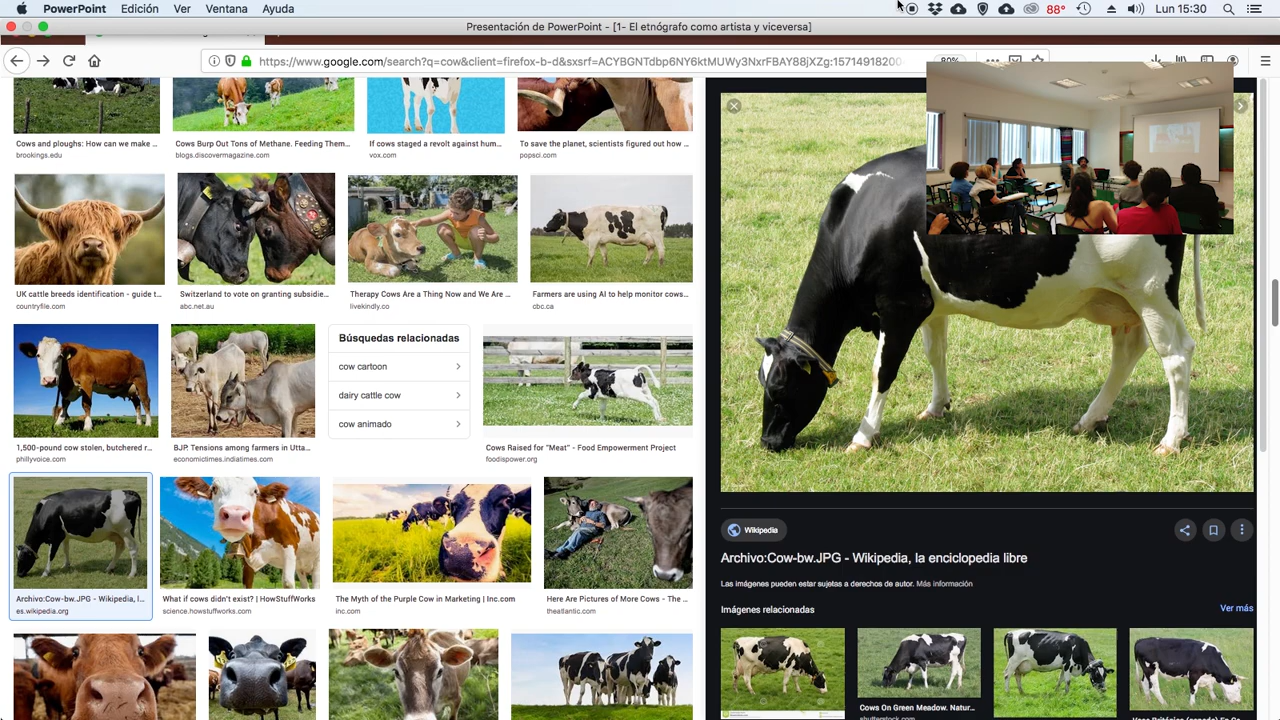 PowerPoint Edición Ver Ventana Ayuda 88° Lun 15:30
Presentación de PowerPoint - [1- El etnógrafo como artista y viceversa]
https://www.google.com/search?q=cow&client=firefox-b-d&sxsrf=ACYBGNTdbp6NY6ktMUWy3NxrFBAY88jXZg:1571491820
80%
Cows and ploughs: How can we make ...
brookings.edu
Cows Burp Out Tons of Methane. Feeding Them...
blogs.discovermagazine.com
If cows staged a revolt against hum...
vox.com
To save the planet, scientists figured out how ...
popsci.com
UK cattle breeds identification - guide t...
countryfile.com
Switzerland to vote on granting subsidie...
abc.net.au
Therapy Cows Are a Thing Now and We Are ...
livekindly.co
Farmers are using AI to help monitor cows...
cbc.ca
1,500-pound cow stolen, butchered r...
phillyvoice.com
BJP: Tensions among farmers in Utta...
economictimes.indiatimes.com
Búsquedas relacionadas
cow cartoon
dairy cattle cow
cow animado
Cows Raised for "Meat" - Food Empowerment Project
foodispower.org
Archivo:Cow-bw.JPG - Wikipedia, l...
es.wikipedia.org
What if cows didn't exist? | HowStuffWorks
science.howstuffworks.com
The Myth of the Purple Cow in Marketing | Inc.com
inc.com
Here Are Pictures of More Cows - The ...
theatlantic.com
Wikipedia
Archivo:Cow-bw.JPG - Wikipedia, la enciclopedia libre
Las imágenes pueden estar sujetas a derechos de autor. Más información
Imágenes relacionadas
Ver más
Cows On Green Meadow. Natur...
shutterstock.com